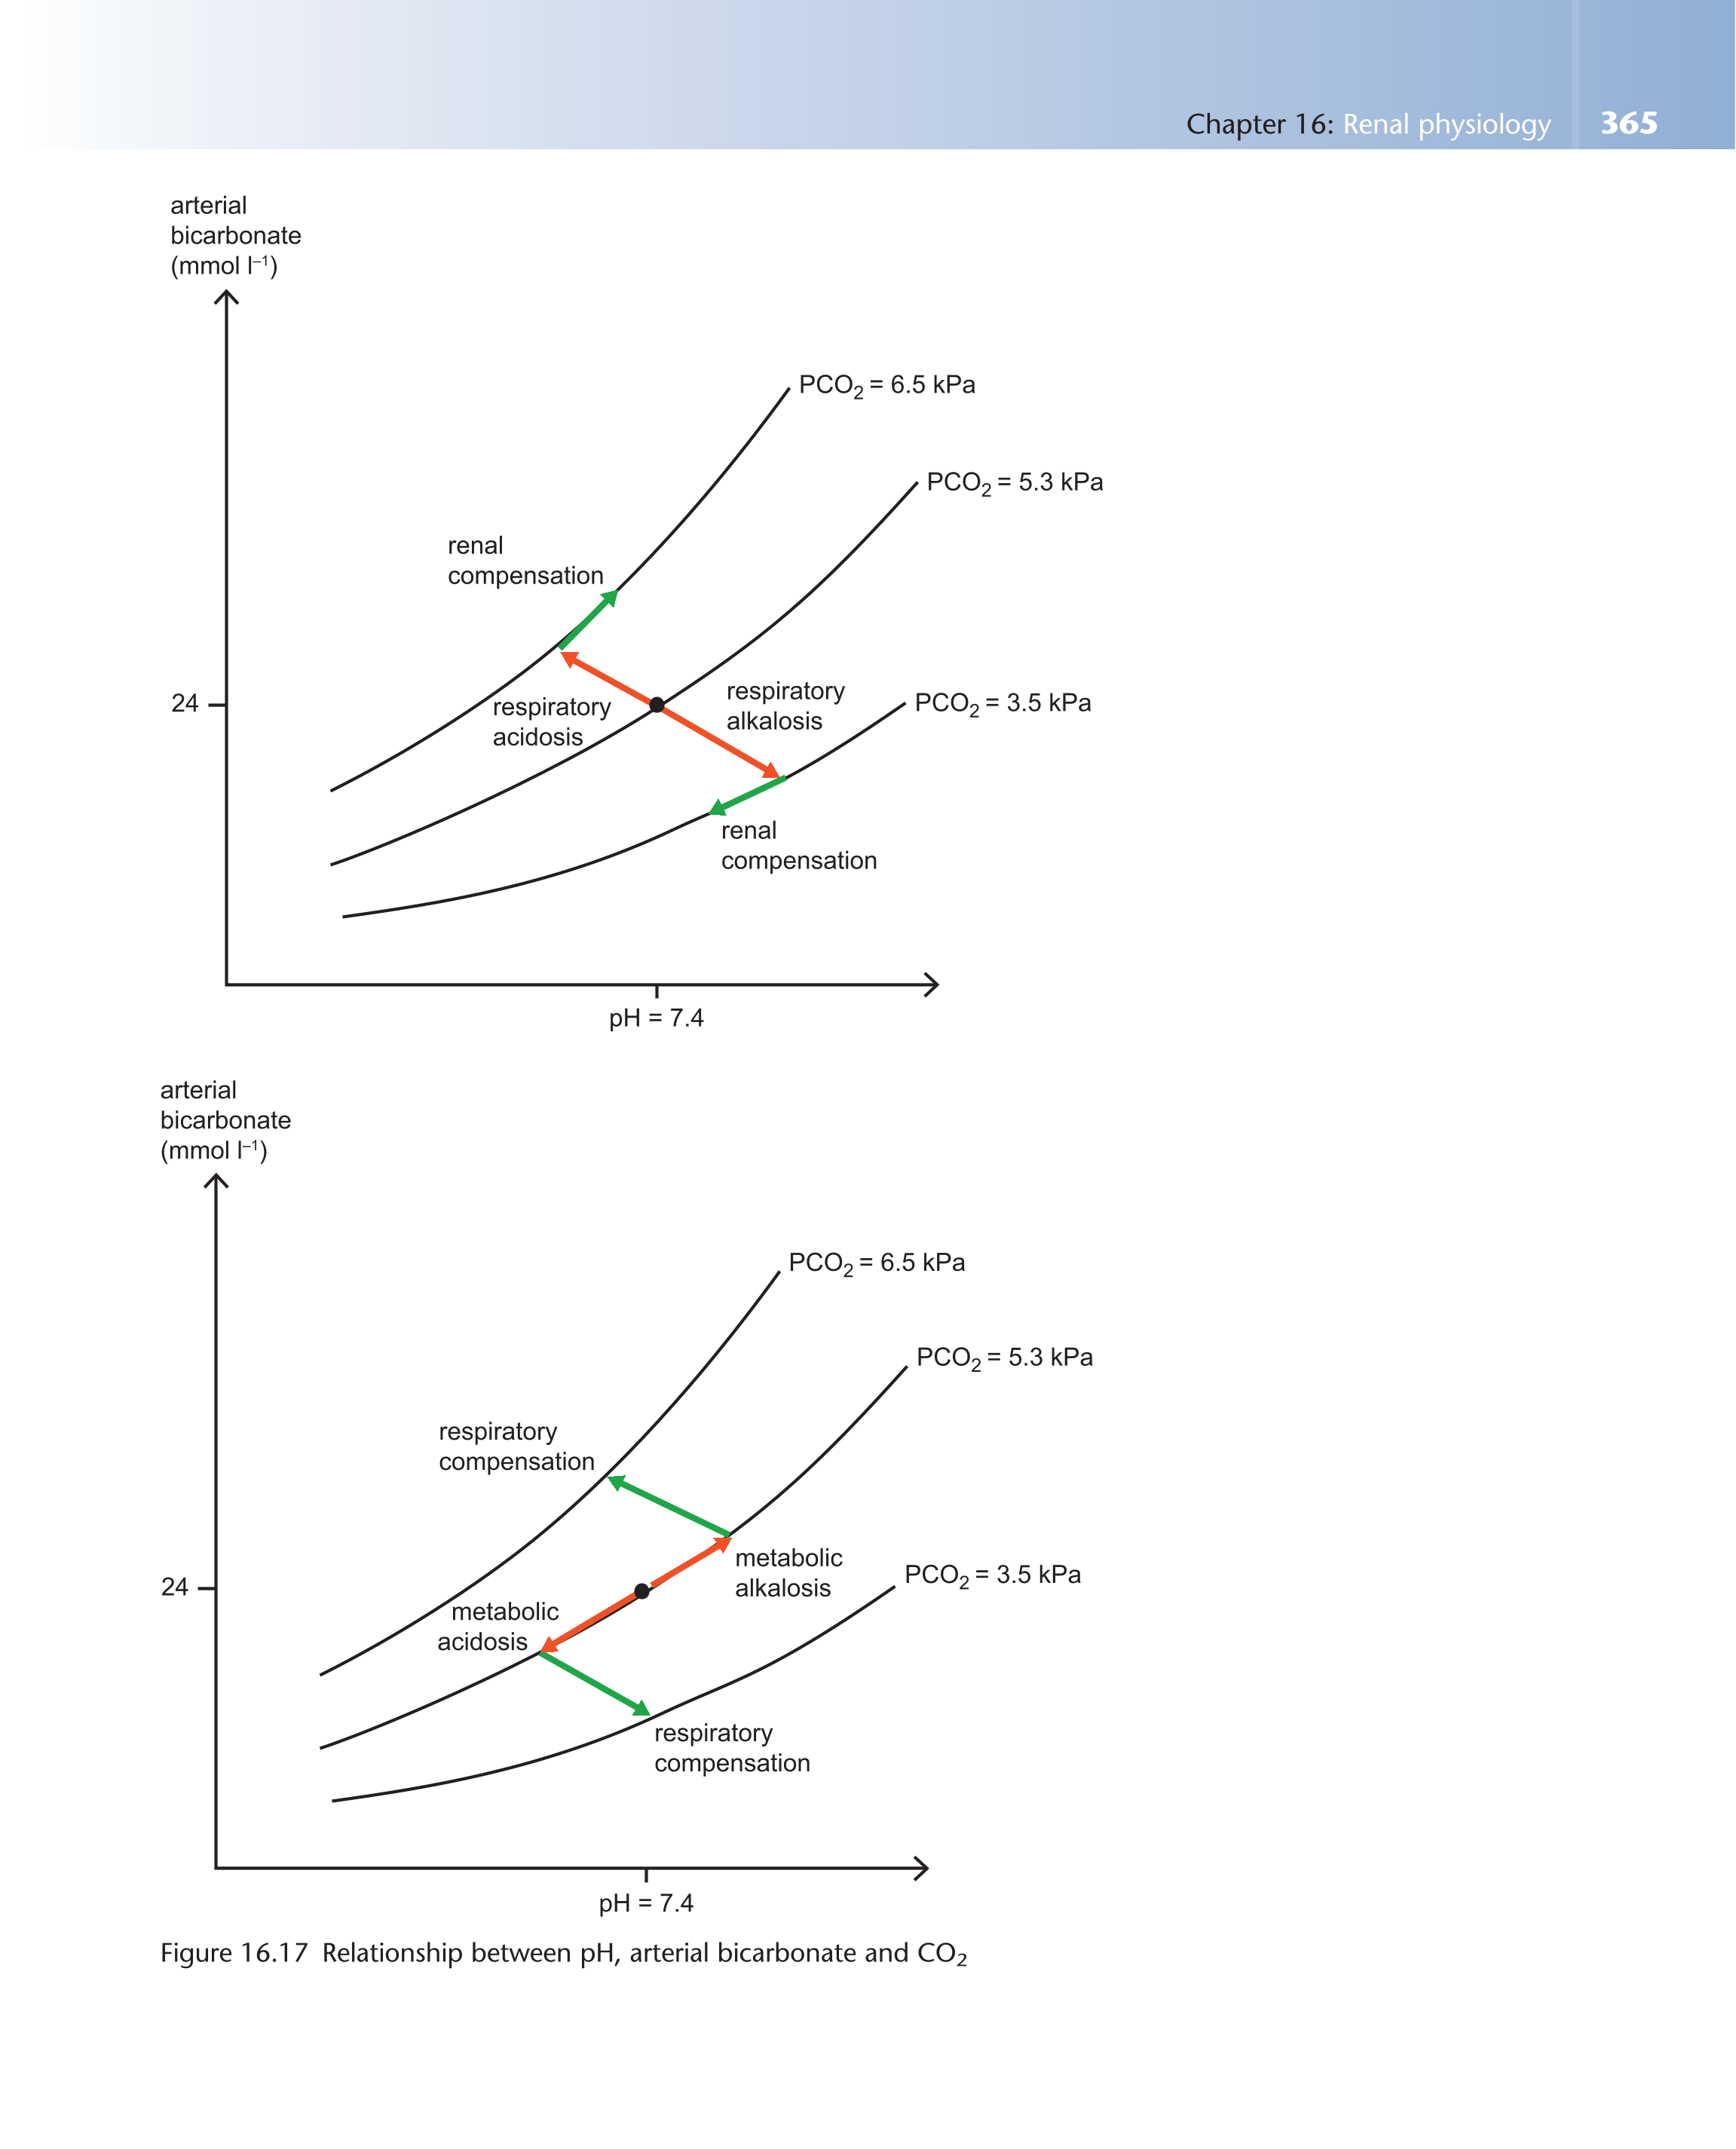 Chapter 16: Renal physiology 365
arterial
bicarbonate
(mmol l⁻¹)
PCO₂ = 6.5 kPa
PCO₂ = 5.3 kPa
renal
compensation
respiratory
alkalosis
PCO₂ = 3.5 kPa
24
respiratory
acidosis
renal
compensation
pH = 7.4
arterial
bicarbonate
(mmol l⁻¹)
PCO₂ = 6.5 kPa
PCO₂ = 5.3 kPa
respiratory
compensation
metabolic
alkalosis
PCO₂ = 3.5 kPa
24
metabolic
acidosis
respiratory
compensation
pH = 7.4
Figure 16.17 Relationship between pH, arterial bicarbonate and CO₂